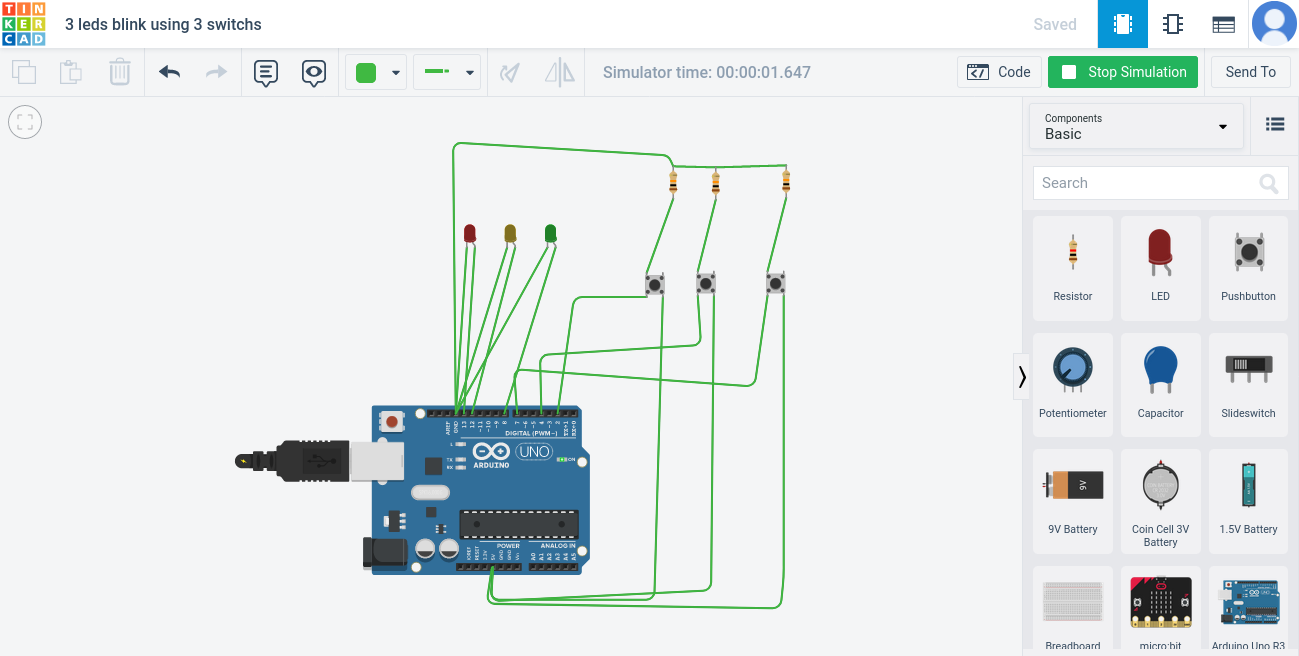 TIN
KER
CAD
3 leds blink using 3 switchs
Saved
Simulator time: 00:00:01.647
Code
Stop Simulation
Send To
Components
Basic
Search
Resistor
LED
Pushbutton
Potentiometer
Capacitor
Slideswitch
9V
9V Battery
Coin Cell 3V
Battery
1.5V Battery
Breadboard
micro:bit
Arduino Uno R3
AREF
GND
13
12
~11
~10
~9
8
7
~6
~5
4
~3
2
TX→1
RX←0
DIGITAL (PWM~)
L
TX
RX
UNO
ON
ARDUINO
POWER
ANALOG IN
IOREF
RESET
3.3V
5V
GND
GND
Vin
A0
A1
A2
A3
A4
A5